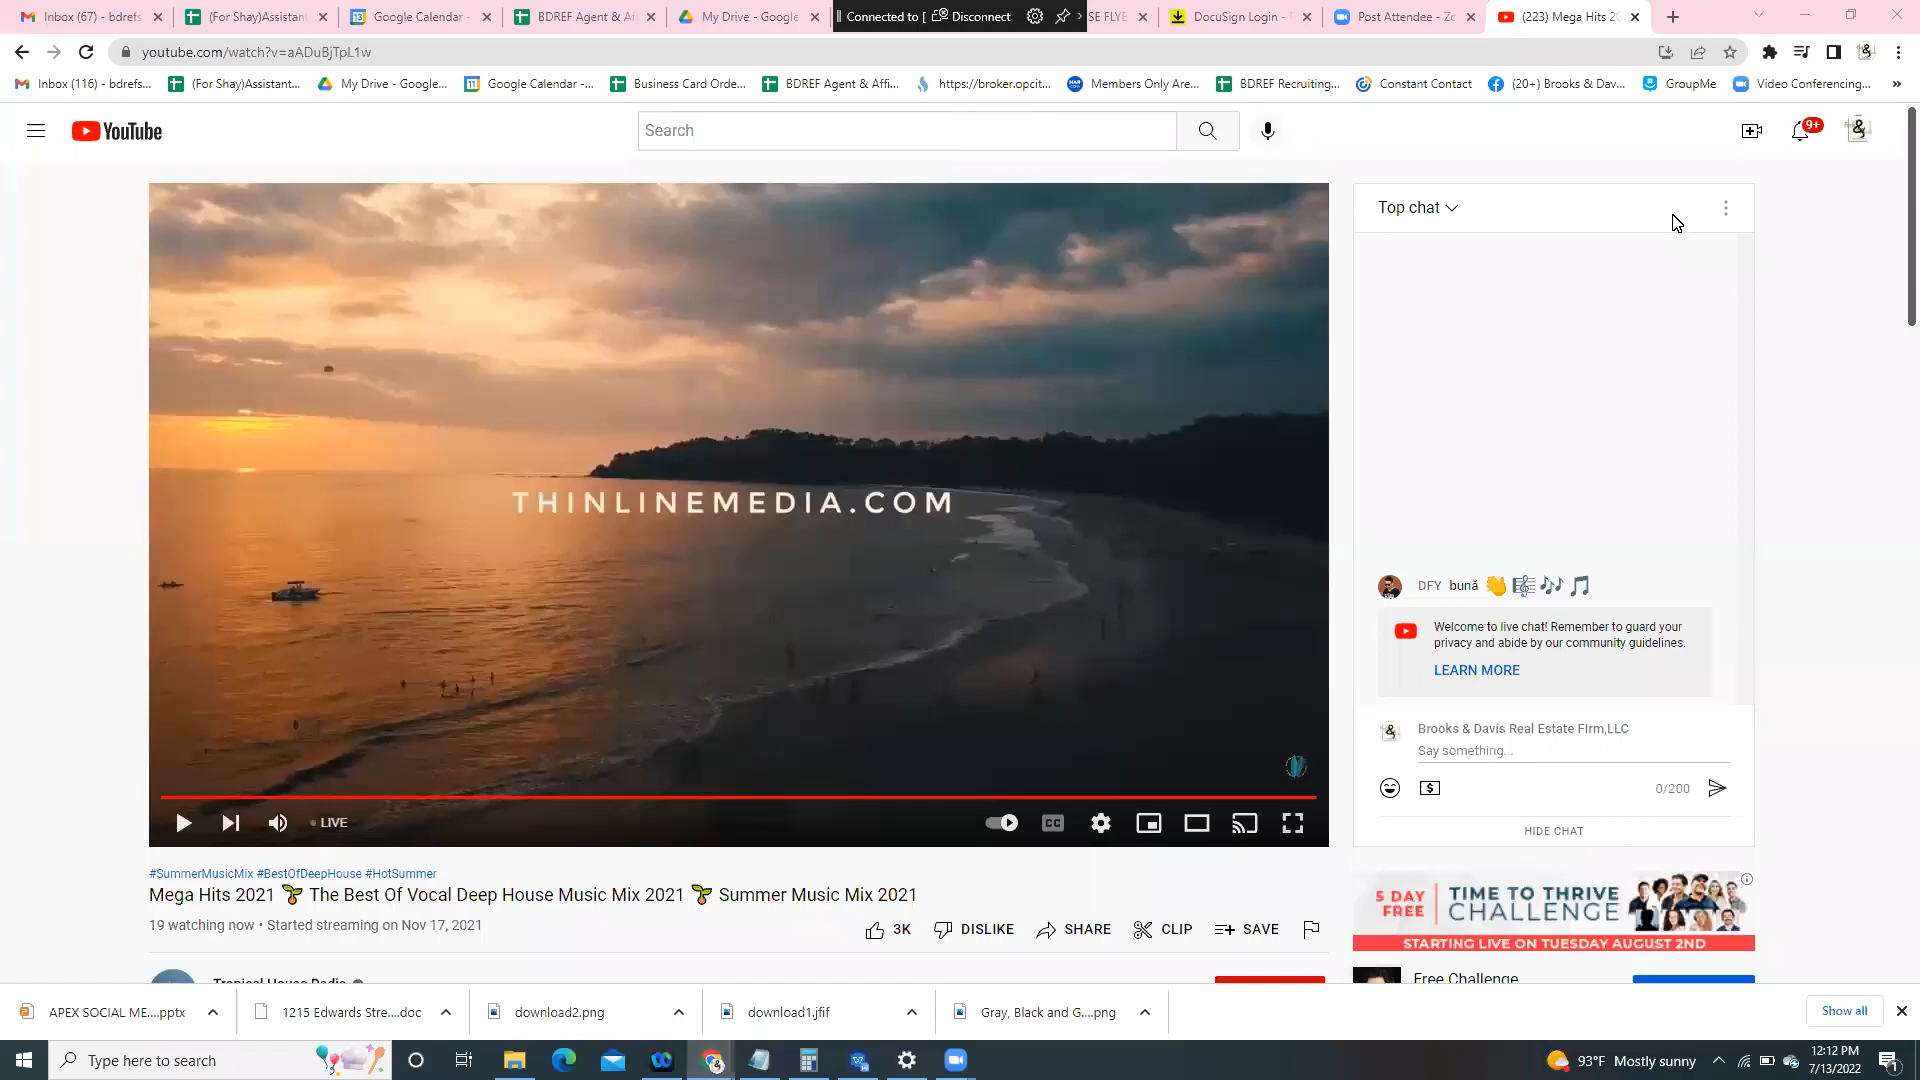 Inbox (67) - bdrefs
(For Shay)Assistant
Google Calendar -
BDREF Agent & Af
My Drive - Google
Connected to [
Disconnect
SE FLYE
DocuSign Login -
Post Attendee - Zo
(223) Mega Hits 20
youtube.com/watch?v=aADuBjTpL1w
Inbox (116) - bdrefs...
(For Shay)Assistant...
My Drive - Google...
Google Calendar -...
Business Card Orde...
BDREF Agent & Affi...
https://broker.opcit...
Members Only Are...
BDREF Recruiting...
Constant Contact
(20+) Brooks & Dav...
GroupMe
Video Conferencing...
YouTube
Search
9+
Top chat
THINLINEMEDIA.COM
DFY bună
Welcome to live chat! Remember to guard your
privacy and abide by our community guidelines.
LEARN MORE
Brooks & Davis Real Estate FIrm,LLC
Say something...
0/200
HIDE CHAT
LIVE
CC
#SummerMusicMix #BestOfDeepHouse #HotSummer
Mega Hits 2021 🌱 The Best Of Vocal Deep House Music Mix 2021 🌱 Summer Music Mix 2021
19 watching now • Started streaming on Nov 17, 2021
3K
DISLIKE
SHARE
CLIP
SAVE
5 DAY
FREE
TIME TO THRIVE
CHALLENGE
STARTING LIVE ON TUESDAY AUGUST 2ND
Tropical House Radio
Free Challenge
APEX SOCIAL ME....pptx
1215 Edwards Stre....doc
download2.png
download1.jfif
Gray, Black and G....png
Show all
Type here to search
93°F Mostly sunny
12:12 PM
7/13/2022
1